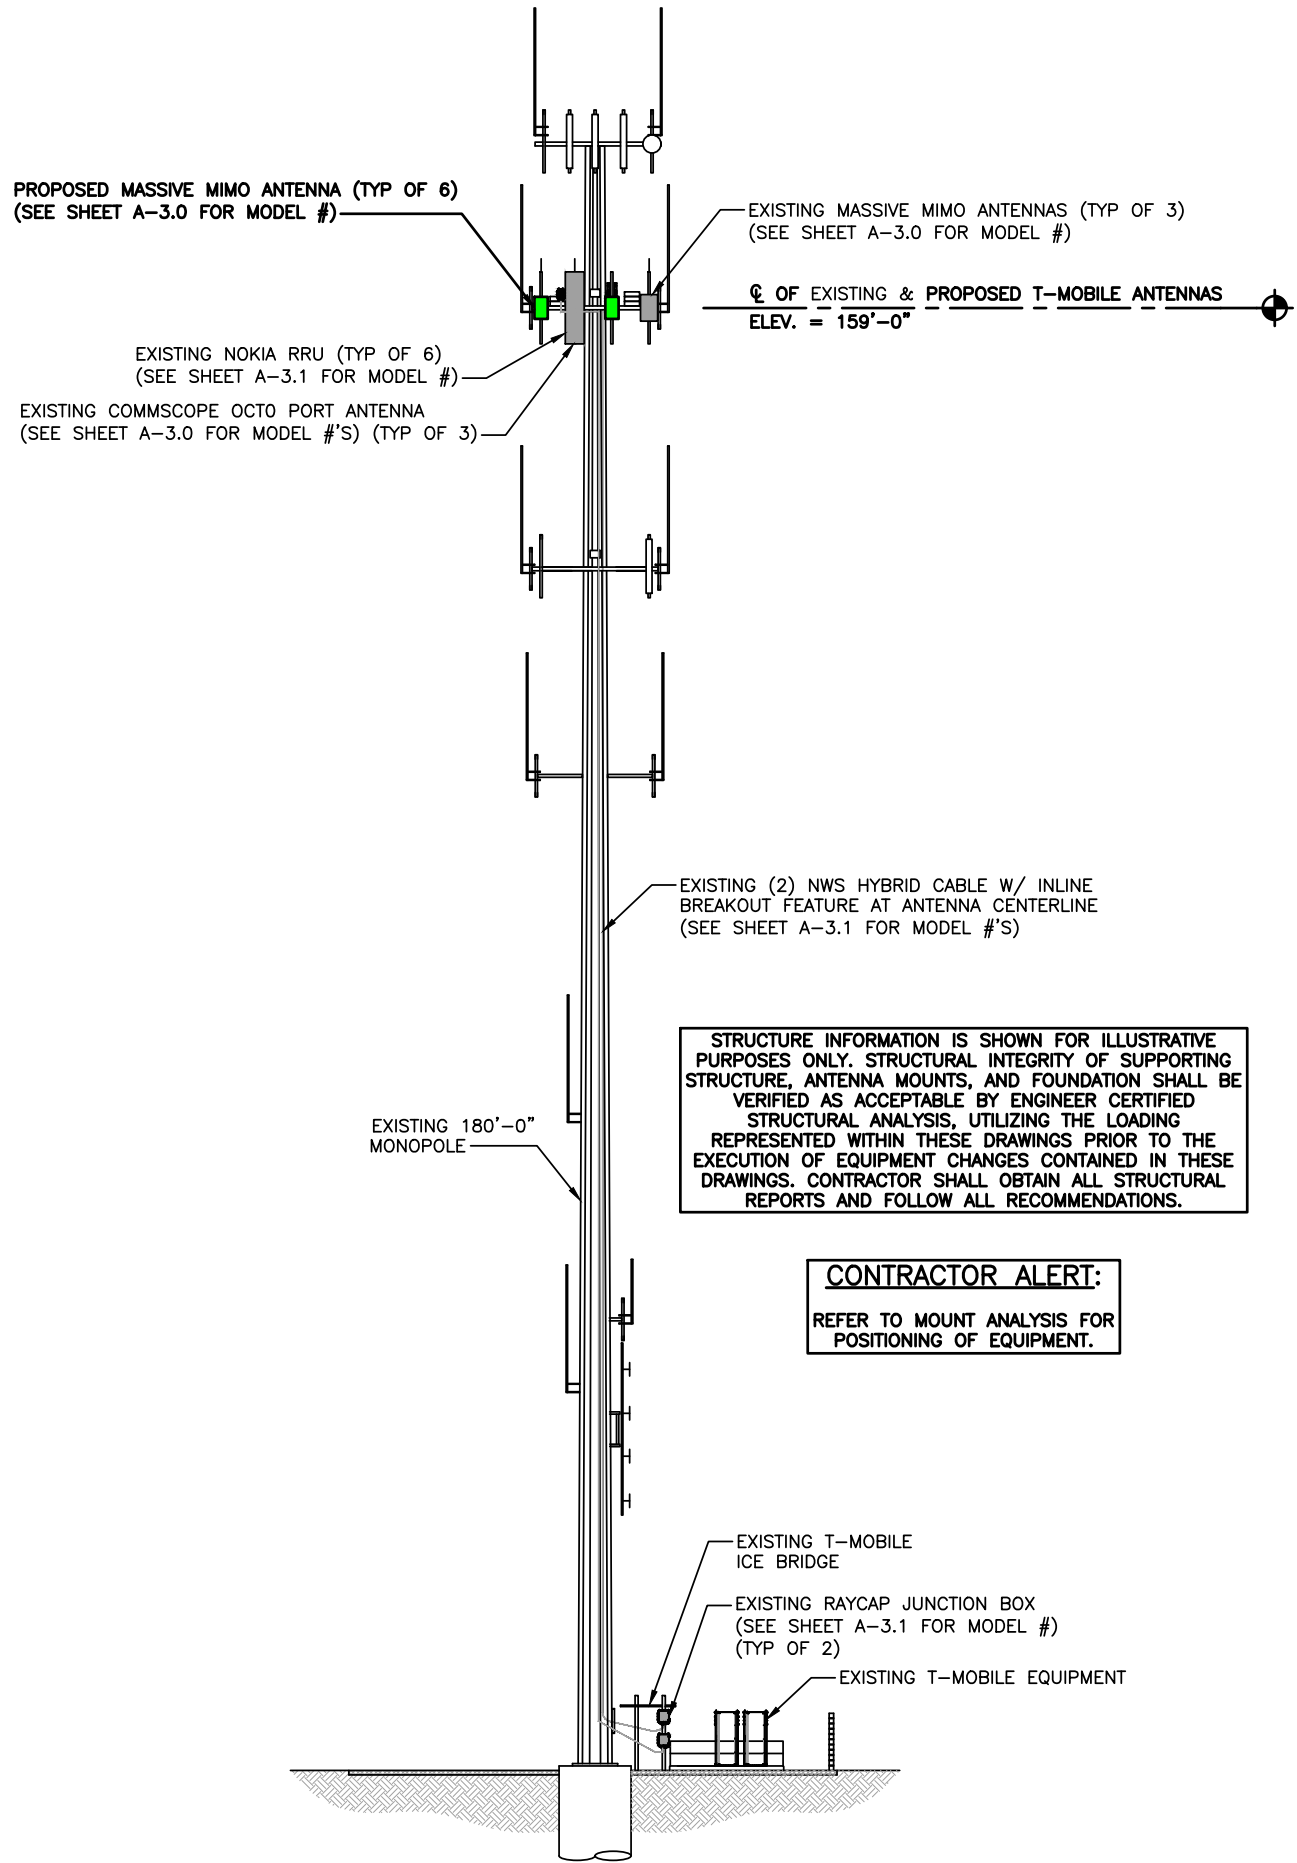 PROPOSED MASSIVE MIMO ANTENNA (TYP OF 6)
(SEE SHEET A-3.0 FOR MODEL #)
EXISTING MASSIVE MIMO ANTENNAS (TYP OF 3)
(SEE SHEET A-3.0 FOR MODEL #)
℄ OF EXISTING & PROPOSED T-MOBILE ANTENNAS
ELEV. = 159'-0"
EXISTING NOKIA RRU (TYP OF 6)
(SEE SHEET A-3.1 FOR MODEL #)
EXISTING COMMSCOPE OCTO PORT ANTENNA
(SEE SHEET A-3.0 FOR MODEL #'S) (TYP OF 3)
EXISTING (2) NWS HYBRID CABLE W/ INLINE
BREAKOUT FEATURE AT ANTENNA CENTERLINE
(SEE SHEET A-3.1 FOR MODEL #'S)
STRUCTURE INFORMATION IS SHOWN FOR ILLUSTRATIVE
PURPOSES ONLY. STRUCTURAL INTEGRITY OF SUPPORTING
STRUCTURE, ANTENNA MOUNTS, AND FOUNDATION SHALL BE
VERIFIED AS ACCEPTABLE BY ENGINEER CERTIFIED
STRUCTURAL ANALYSIS, UTILIZING THE LOADING
REPRESENTED WITHIN THESE DRAWINGS PRIOR TO THE
EXECUTION OF EQUIPMENT CHANGES CONTAINED IN THESE
DRAWINGS. CONTRACTOR SHALL OBTAIN ALL STRUCTURAL
REPORTS AND FOLLOW ALL RECOMMENDATIONS.
EXISTING 180'-0"
MONOPOLE
CONTRACTOR ALERT:
REFER TO MOUNT ANALYSIS FOR
POSITIONING OF EQUIPMENT.
EXISTING T-MOBILE
ICE BRIDGE
EXISTING RAYCAP JUNCTION BOX
(SEE SHEET A-3.1 FOR MODEL #)
(TYP OF 2)
EXISTING T-MOBILE EQUIPMENT